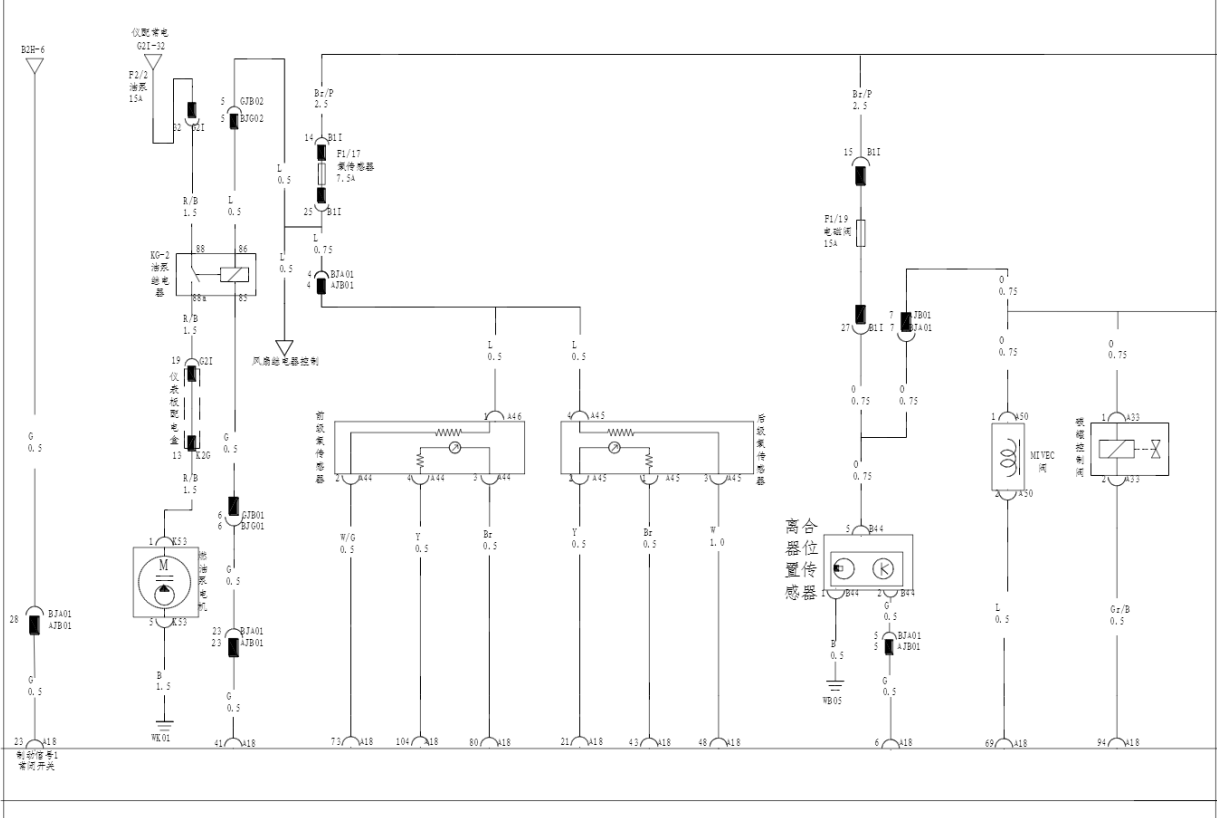 B2H-6
仪配常电
G2I-32
F2/2
油泵
15A
32 G2I
5 GJB02
5 BJG02
L
0.5
Br/P
2.5
14 B1I
F1/17
氧传感器
7.5A
25 B1I
L
0.75
4 BJA01
4 AJB01
Br/P
2.5
15 B1I
F1/19
电磁阀
15A
27 B1I
7 AJB01
7 BJA01
O
0.75
R/B
1.5
L
0.5
L
0.5
KG-2
油泵
继电
器
88
86
88a
85
R/B
1.5
风扇继电器控制
19 G2I
仪
表
板
配
电
盒
13 K2G
R/B
1.5
G
0.5
G
0.5
L
0.5
L
0.5
O
0.75
O
0.75
O
0.75
O
0.75
O
0.75
前
级
氧
传
感
器
1 A46
2 A44
4 A44
3 A44
4 A45
2 A45
1 A45
3 A45
后
级
氧
传
感
器
1 A50
MIVEC
阀
2 A50
1 A33
碳
罐
控
制
阀
2 A33
6 GJB01
6 BJG01
1 K53
M
燃
油
泵
电
机
5 K53
G
0.5
W/G
0.5
Y
0.5
Br
0.5
Y
0.5
Br
0.5
W
1.0
离合
器位
置传
感器
5 B44
K
1 B44
2 B44
G
0.5
28
BJA01
AJB01
23 BJA01
23 AJB01
5 BJA01
5 AJB01
L
0.5
Gr/B
0.5
G
0.5
B
1.5
WK01
G
0.5
B
0.5
WB05
G
0.5
23 A18
制动信号1
常闭开关
41 A18
73 A18
104 A18
80 A18
21 A18
43 A18
48 A18
6 A18
69 A18
94 A18